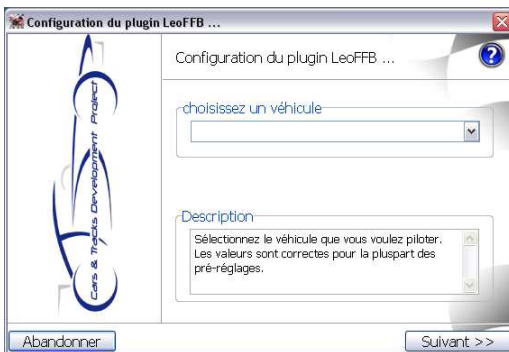 Configuration du plugin LeoFFB ...
Configuration du plugin LeoFFB ...
?
Cars & Tracks Development Project
choisissez un véhicule
Description
Sélectionnez le véhicule que vous voulez piloter.
Les valeurs sont correctes pour la pluspart des
pré-réglages.
Abandonner
Suivant >>